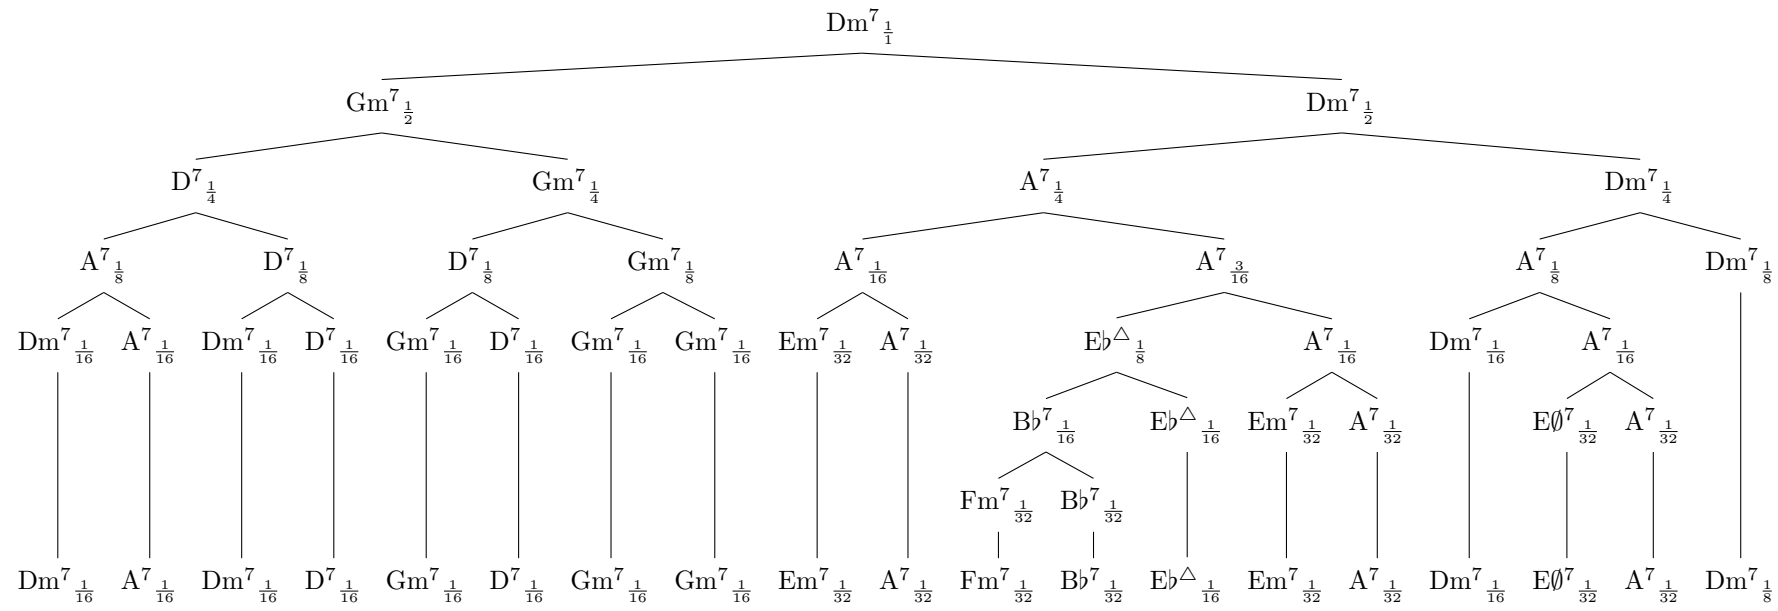 Dm⁷ 1/1
Gm⁷ 1/2 Dm⁷ 1/2
D⁷ 1/4 Gm⁷ 1/4 A⁷ 1/4 Dm⁷ 1/4
A⁷ 1/8 D⁷ 1/8 D⁷ 1/8 Gm⁷ 1/8 A⁷ 1/16 A⁷ 3/16 A⁷ 1/8 Dm⁷ 1/8
Dm⁷ 1/16 A⁷ 1/16 Dm⁷ 1/16 D⁷ 1/16 Gm⁷ 1/16 D⁷ 1/16 Gm⁷ 1/16 Gm⁷ 1/16 Em⁷ 1/32 A⁷ 1/32 E♭△ 1/8 A⁷ 1/16 Dm⁷ 1/16 A⁷ 1/16
B♭⁷ 1/16 E♭△ 1/16 Em⁷ 1/32 A⁷ 1/32 E∅⁷ 1/32 A⁷ 1/32
Fm⁷ 1/32 B♭⁷ 1/32
Dm⁷ 1/16 A⁷ 1/16 Dm⁷ 1/16 D⁷ 1/16 Gm⁷ 1/16 D⁷ 1/16 Gm⁷ 1/16 Gm⁷ 1/16 Em⁷ 1/32 A⁷ 1/32 Fm⁷ 1/32 B♭⁷ 1/32 E♭△ 1/16 Em⁷ 1/32 A⁷ 1/32 Dm⁷ 1/16 E∅⁷ 1/32 A⁷ 1/32 Dm⁷ 1/8